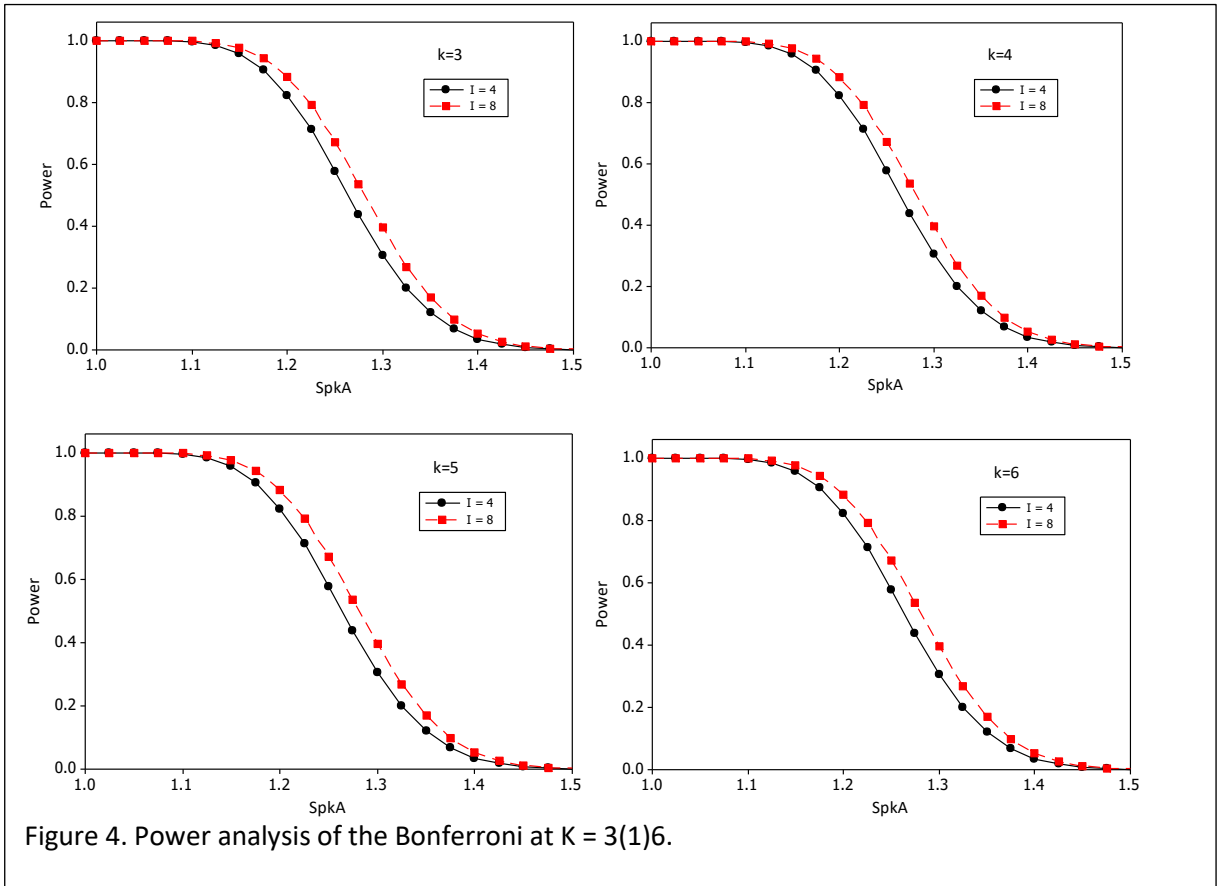 1.0
0.8
0.6
0.4
0.2
0.0
Power
k=3
I = 4
I = 8
1.0 1.1 1.2 1.3 1.4 1.5
SpkA
1.0
0.8
0.6
0.4
0.2
0.0
Power
k=4
I = 4
I = 8
1.0 1.1 1.2 1.3 1.4 1.5
SpkA
1.0
0.8
0.6
0.4
0.2
0.0
Power
k=5
I = 4
I = 8
1.0 1.1 1.2 1.3 1.4 1.5
SpkA
1.0
0.8
0.6
0.4
0.2
0.0
Power
k=6
I = 4
I = 8
1.0 1.1 1.2 1.3 1.4 1.5
SpkA
Figure 4. Power analysis of the Bonferroni at K = 3(1)6.